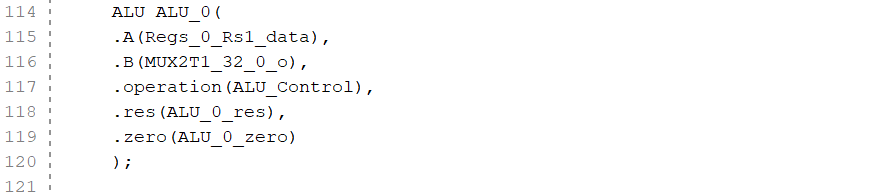 114 ALU ALU_0(
115 .A(Regs_0_Rs1_data),
116 .B(MUX2T1_32_0_o),
117 .operation(ALU_Control),
118 .res(ALU_0_res),
119 .zero(ALU_0_zero)
120 );
121